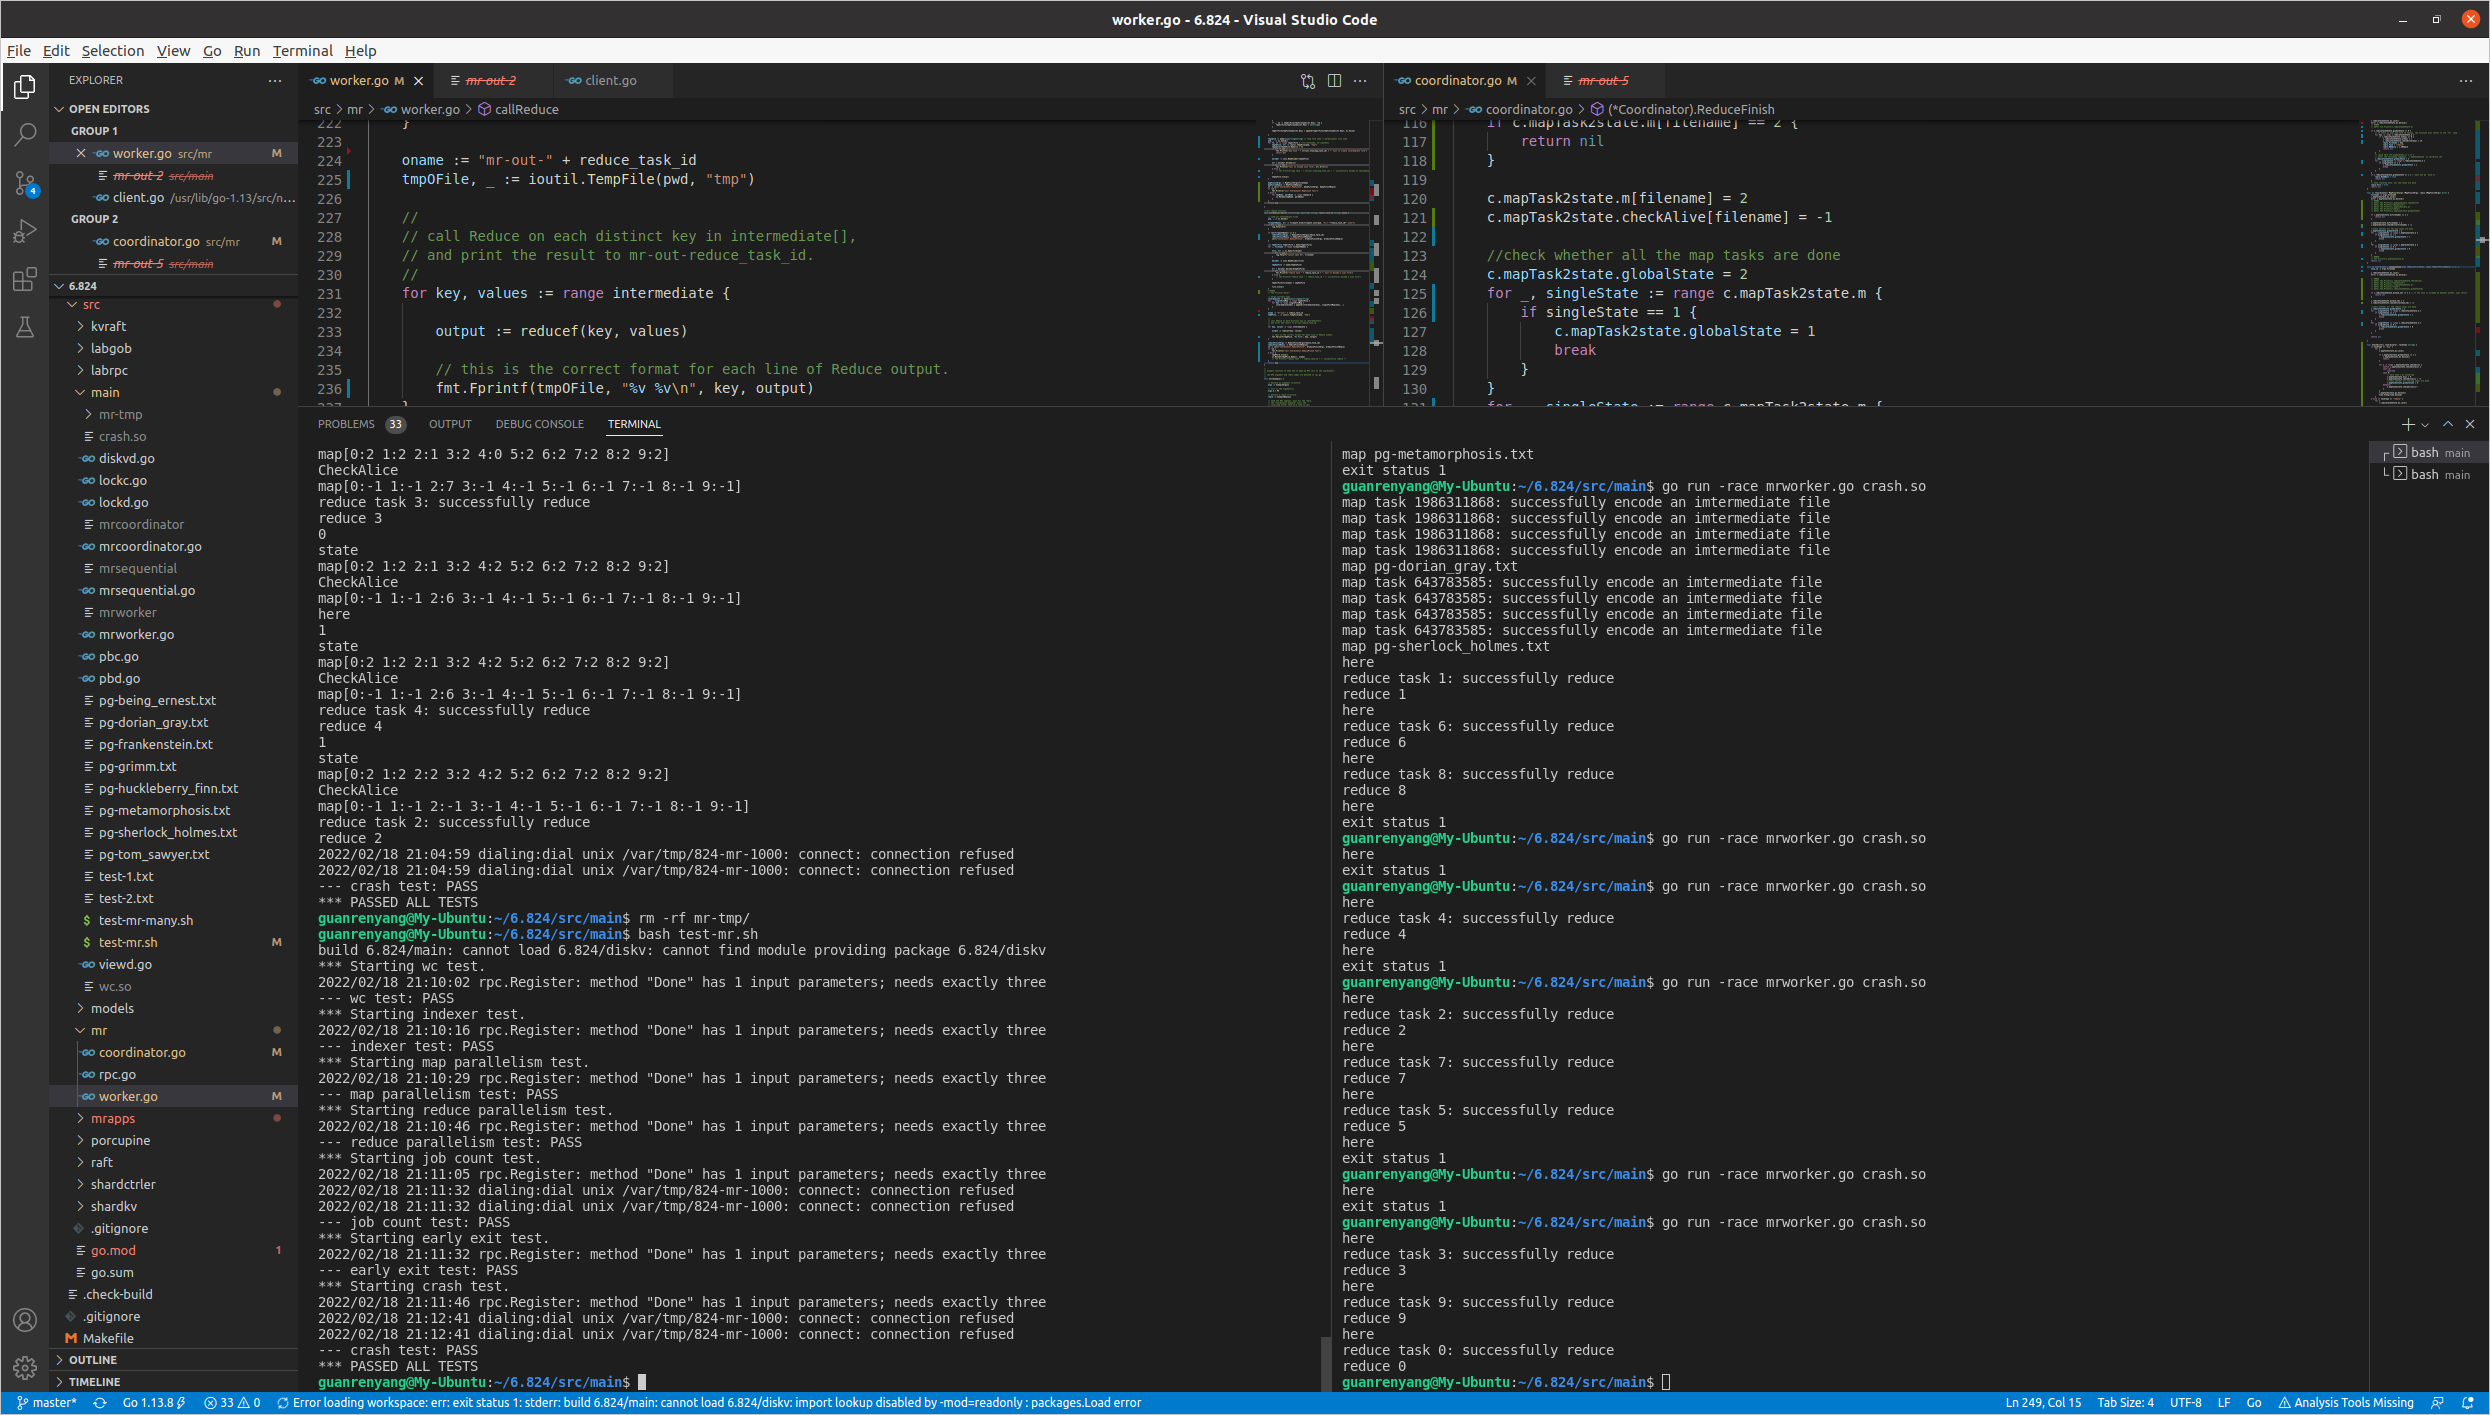 worker.go - 6.824 - Visual Studio Code
File Edit Selection View Go Run Terminal Help
EXPLORER
OPEN EDITORS
GROUP 1
worker.go src/mr M
mr-out-2 src/main
client.go /usr/lib/go-1.13/src/n...
GROUP 2
coordinator.go src/mr M
mr-out-5 src/main
6.824
src
kvraft
labgob
labrpc
main
mr-tmp
crash.so
diskvd.go
lockc.go
lockd.go
mrcoordinator
mrcoordinator.go
mrsequential
mrsequential.go
mrworker
mrworker.go
pbc.go
pbd.go
pg-being_ernest.txt
pg-dorian_gray.txt
pg-frankenstein.txt
pg-grimm.txt
pg-huckleberry_finn.txt
pg-metamorphosis.txt
pg-sherlock_holmes.txt
pg-tom_sawyer.txt
test-1.txt
test-2.txt
test-mr-many.sh
test-mr.sh M
viewd.go
wc.so
models
mr
coordinator.go M
rpc.go
worker.go M
mrapps
porcupine
raft
shardctrler
shardkv
.gitignore
go.mod 1
go.sum
.check-build
.gitignore
Makefile
OUTLINE
TIMELINE
4
worker.go M mr-out-2 client.go
src > mr > worker.go > callReduce
222 }
223
224 oname := "mr-out-" + reduce_task_id
225 tmpOFile, _ := ioutil.TempFile(pwd, "tmp")
226
227 //
228 // call Reduce on each distinct key in intermediate[],
229 // and print the result to mr-out-reduce_task_id.
230 //
231 for key, values := range intermediate {
232
233 output := reducef(key, values)
234
235 // this is the correct format for each line of Reduce output.
236 fmt.Fprintf(tmpOFile, "%v %v\n", key, output)
237 }
coordinator.go M mr-out-5
src > mr > coordinator.go > (*Coordinator).ReduceFinish
116 if c.mapTask2state.m[filename] == 2 {
117 return nil
118 }
119
120 c.mapTask2state.m[filename] = 2
121 c.mapTask2state.checkAlive[filename] = -1
122
123 //check whether all the map tasks are done
124 c.mapTask2state.globalState = 2
125 for _, singleState := range c.mapTask2state.m {
126 if singleState == 1 {
127 c.mapTask2state.globalState = 1
128 break
129 }
130 }
131 for _, singleState := range c.mapTask2state.m {
PROBLEMS 33 OUTPUT DEBUG CONSOLE TERMINAL
map[0:2 1:2 2:1 3:2 4:0 5:2 6:2 7:2 8:2 9:2]
CheckAlice
map[0:-1 1:-1 2:7 3:-1 4:-1 5:-1 6:-1 7:-1 8:-1 9:-1]
reduce task 3: successfully reduce
reduce 3
0
state
map[0:2 1:2 2:1 3:2 4:2 5:2 6:2 7:2 8:2 9:2]
CheckAlice
map[0:-1 1:-1 2:6 3:-1 4:-1 5:-1 6:-1 7:-1 8:-1 9:-1]
here
1
state
map[0:2 1:2 2:1 3:2 4:2 5:2 6:2 7:2 8:2 9:2]
CheckAlice
map[0:-1 1:-1 2:6 3:-1 4:-1 5:-1 6:-1 7:-1 8:-1 9:-1]
reduce task 4: successfully reduce
reduce 4
1
state
map[0:2 1:2 2:2 3:2 4:2 5:2 6:2 7:2 8:2 9:2]
CheckAlice
map[0:-1 1:-1 2:-1 3:-1 4:-1 5:-1 6:-1 7:-1 8:-1 9:-1]
reduce task 2: successfully reduce
reduce 2
2022/02/18 21:04:59 dialing:dial unix /var/tmp/824-mr-1000: connect: connection refused
2022/02/18 21:04:59 dialing:dial unix /var/tmp/824-mr-1000: connect: connection refused
--- crash test: PASS
*** PASSED ALL TESTS
guanrenyang@My-Ubuntu:~/6.824/src/main$ rm -rf mr-tmp/
guanrenyang@My-Ubuntu:~/6.824/src/main$ bash test-mr.sh
build 6.824/main: cannot load 6.824/diskv: cannot find module providing package 6.824/diskv
*** Starting wc test.
2022/02/18 21:10:02 rpc.Register: method "Done" has 1 input parameters; needs exactly three
--- wc test: PASS
*** Starting indexer test.
2022/02/18 21:10:16 rpc.Register: method "Done" has 1 input parameters; needs exactly three
--- indexer test: PASS
*** Starting map parallelism test.
2022/02/18 21:10:29 rpc.Register: method "Done" has 1 input parameters; needs exactly three
--- map parallelism test: PASS
*** Starting reduce parallelism test.
2022/02/18 21:10:46 rpc.Register: method "Done" has 1 input parameters; needs exactly three
--- reduce parallelism test: PASS
*** Starting job count test.
2022/02/18 21:11:05 rpc.Register: method "Done" has 1 input parameters; needs exactly three
2022/02/18 21:11:32 dialing:dial unix /var/tmp/824-mr-1000: connect: connection refused
2022/02/18 21:11:32 dialing:dial unix /var/tmp/824-mr-1000: connect: connection refused
--- job count test: PASS
*** Starting early exit test.
2022/02/18 21:11:32 rpc.Register: method "Done" has 1 input parameters; needs exactly three
--- early exit test: PASS
*** Starting crash test.
2022/02/18 21:11:46 rpc.Register: method "Done" has 1 input parameters; needs exactly three
2022/02/18 21:12:41 dialing:dial unix /var/tmp/824-mr-1000: connect: connection refused
2022/02/18 21:12:41 dialing:dial unix /var/tmp/824-mr-1000: connect: connection refused
--- crash test: PASS
*** PASSED ALL TESTS
guanrenyang@My-Ubuntu:~/6.824/src/main$
map pg-metamorphosis.txt
exit status 1
guanrenyang@My-Ubuntu:~/6.824/src/main$ go run -race mrworker.go crash.so
map task 1986311868: successfully encode an imtermediate file
map task 1986311868: successfully encode an imtermediate file
map task 1986311868: successfully encode an imtermediate file
map task 1986311868: successfully encode an imtermediate file
map pg-dorian_gray.txt
map task 643783585: successfully encode an imtermediate file
map task 643783585: successfully encode an imtermediate file
map task 643783585: successfully encode an imtermediate file
map task 643783585: successfully encode an imtermediate file
map pg-sherlock_holmes.txt
here
reduce task 1: successfully reduce
reduce 1
here
reduce task 6: successfully reduce
reduce 6
here
reduce task 8: successfully reduce
reduce 8
here
exit status 1
guanrenyang@My-Ubuntu:~/6.824/src/main$ go run -race mrworker.go crash.so
here
exit status 1
guanrenyang@My-Ubuntu:~/6.824/src/main$ go run -race mrworker.go crash.so
here
reduce task 4: successfully reduce
reduce 4
here
exit status 1
guanrenyang@My-Ubuntu:~/6.824/src/main$ go run -race mrworker.go crash.so
here
reduce task 2: successfully reduce
reduce 2
here
reduce task 7: successfully reduce
reduce 7
here
reduce task 5: successfully reduce
reduce 5
here
exit status 1
guanrenyang@My-Ubuntu:~/6.824/src/main$ go run -race mrworker.go crash.so
here
exit status 1
guanrenyang@My-Ubuntu:~/6.824/src/main$ go run -race mrworker.go crash.so
here
reduce task 3: successfully reduce
reduce 3
here
reduce task 9: successfully reduce
reduce 9
here
reduce task 0: successfully reduce
reduce 0
guanrenyang@My-Ubuntu:~/6.824/src/main$
bash main
bash main
master* Go 1.13.8 33 0 Error loading workspace: err: exit status 1: stderr: build 6.824/main: cannot load 6.824/diskv: import lookup disabled by -mod=readonly : packages.Load error
Ln 249, Col 15 Tab Size: 4 UTF-8 LF Go Analysis Tools Missing